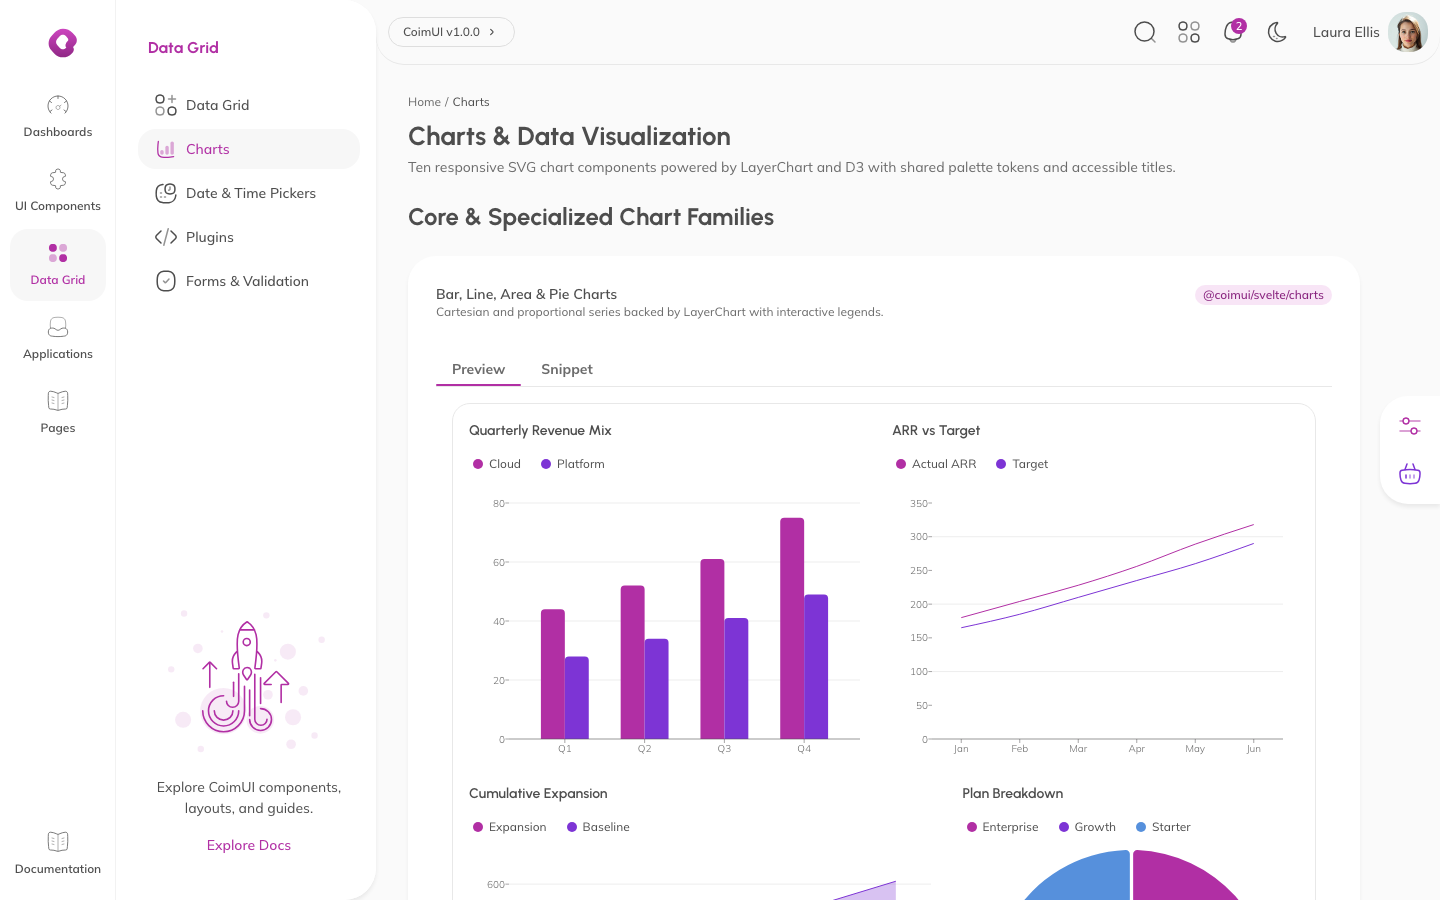 Dashboards
UI Components
Data Grid
Applications
Pages
Documentation
Data Grid
Data Grid
Charts
Date & Time Pickers
Plugins
Forms & Validation
Explore CoimUI components,
layouts, and guides.
Explore Docs
CoimUI v1.0.0
2
Laura Ellis
Home / Charts
Charts & Data Visualization
Ten responsive SVG chart components powered by LayerChart and D3 with shared palette tokens and accessible titles.
Core & Specialized Chart Families
Bar, Line, Area & Pie Charts
Cartesian and proportional series backed by LayerChart with interactive legends.
@coimui/svelte/charts
Preview Snippet
Quarterly Revenue Mix
Cloud Platform
80
60
40
20
0
Q1 Q2 Q3 Q4
ARR vs Target
Actual ARR Target
350
300
250
200
150
100
50
0
Jan Feb Mar Apr May Jun
Cumulative Expansion
Expansion Baseline
600
Plan Breakdown
Enterprise Growth Starter